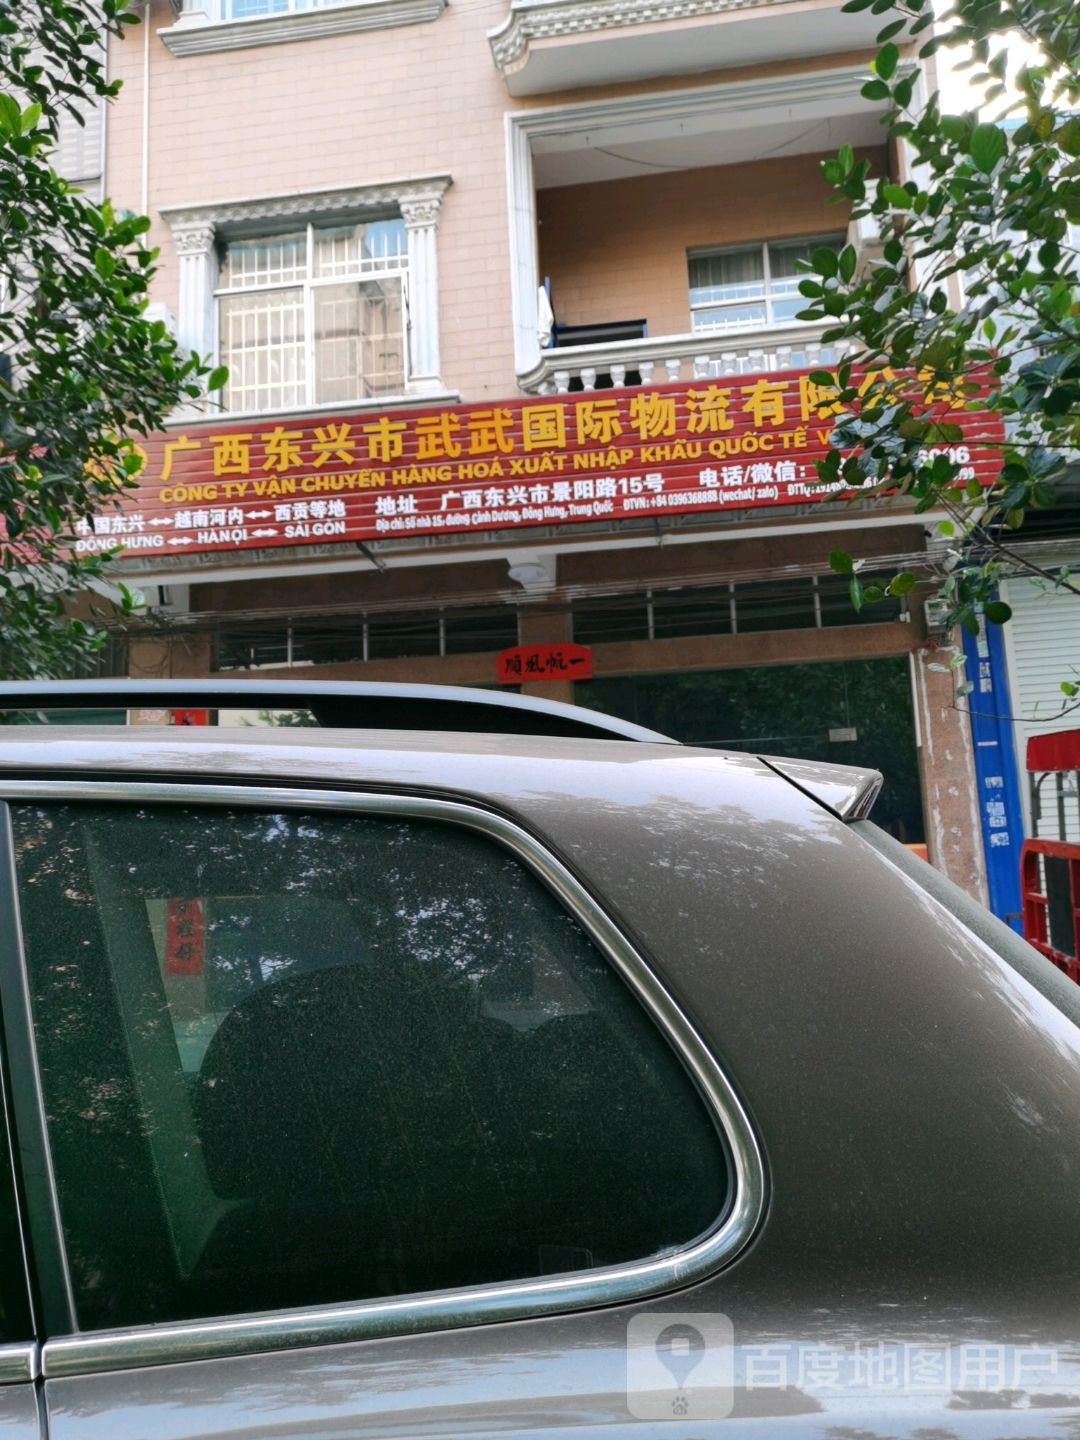 广西东兴市武武国际物流有限公司
CÔNG TY VẬN CHUYỂN HÀNG HOÁ XUẤT NHẬP KHẨU QUỐC TẾ V
中国东兴 ↔ 越南河内 ↔ 西贡等地 地址 广西东兴市景阳路15号 电话/微信:
ĐÔNG HƯNG ↔ HÀ NỘI ↔ SÀI GÒN Địa chỉ: Số nhà 15, đường Cảnh Dương, Đông Hưng, Trung Quốc ĐTVN: +84 0396368888 (wechat/ zalo)
順風帆一
百度地图用户